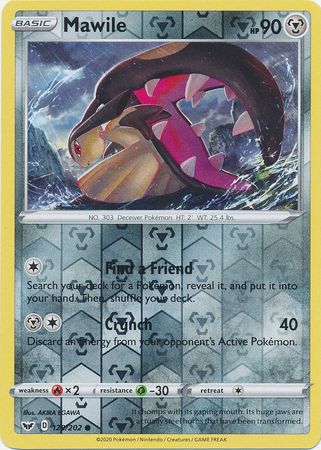 BASIC Mawile HP 90
NO. 303 Deceiver Pokémon HT: 2' WT: 25.4 lbs.
Find a Friend
Search your deck for a Pokémon, reveal it, and put it into
your hand. Then, shuffle your deck.
Crunch 40
Discard an Energy from your opponent's Active Pokémon.
weakness ×2 resistance -30 retreat
Illus. AKIRA EGAWA
D 129/202
It chomps with its gaping mouth. Its huge jaws are
actually steel horns that have been transformed.
©2020 Pokémon / Nintendo / Creatures / GAME FREAK